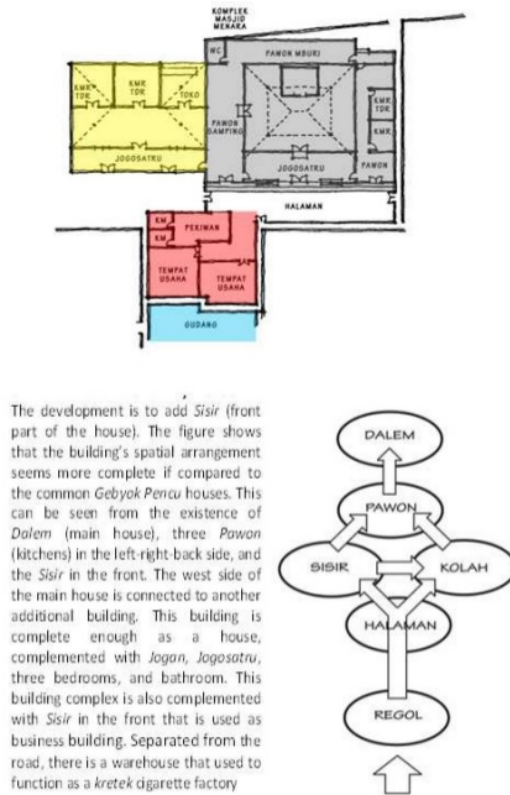 KOMPLEK
MASJID
MENARA
WC
PAWON MBURI
KMR
TDR
KMR
TDR
TOKO
PAWON
SAMPING
KMR
TDR
KMR
JOGOSATRU
JOGOSATRU
PAWON
HALAMAN
KM
PEKIWAN
KM
TEMPAT
USAHA
TEMPAT
USAHA
GUDANG
The development is to add Sisir (front
part of the house). The figure shows
that the building's spatial arrangement
seems more complete if compared to
the common Gebyok Pencu houses. This
can be seen from the existence of
Dalem (main house), three Pawon
(kitchens) in the left-right-back side, and
the Sisir in the front. The west side of
the main house is connected to another
additional building. This building is
complete enough as a house,
complemented with Jogan, Jogosatru,
three bedrooms, and bathroom. This
building complex is also complemented
with Sisir in the front that is used as
business building. Separated from the
road, there is a warehouse that used to
function as a kretek cigarette factory
DALEM
PAWON
SISIR
KOLAH
HALAMAN
REGOL